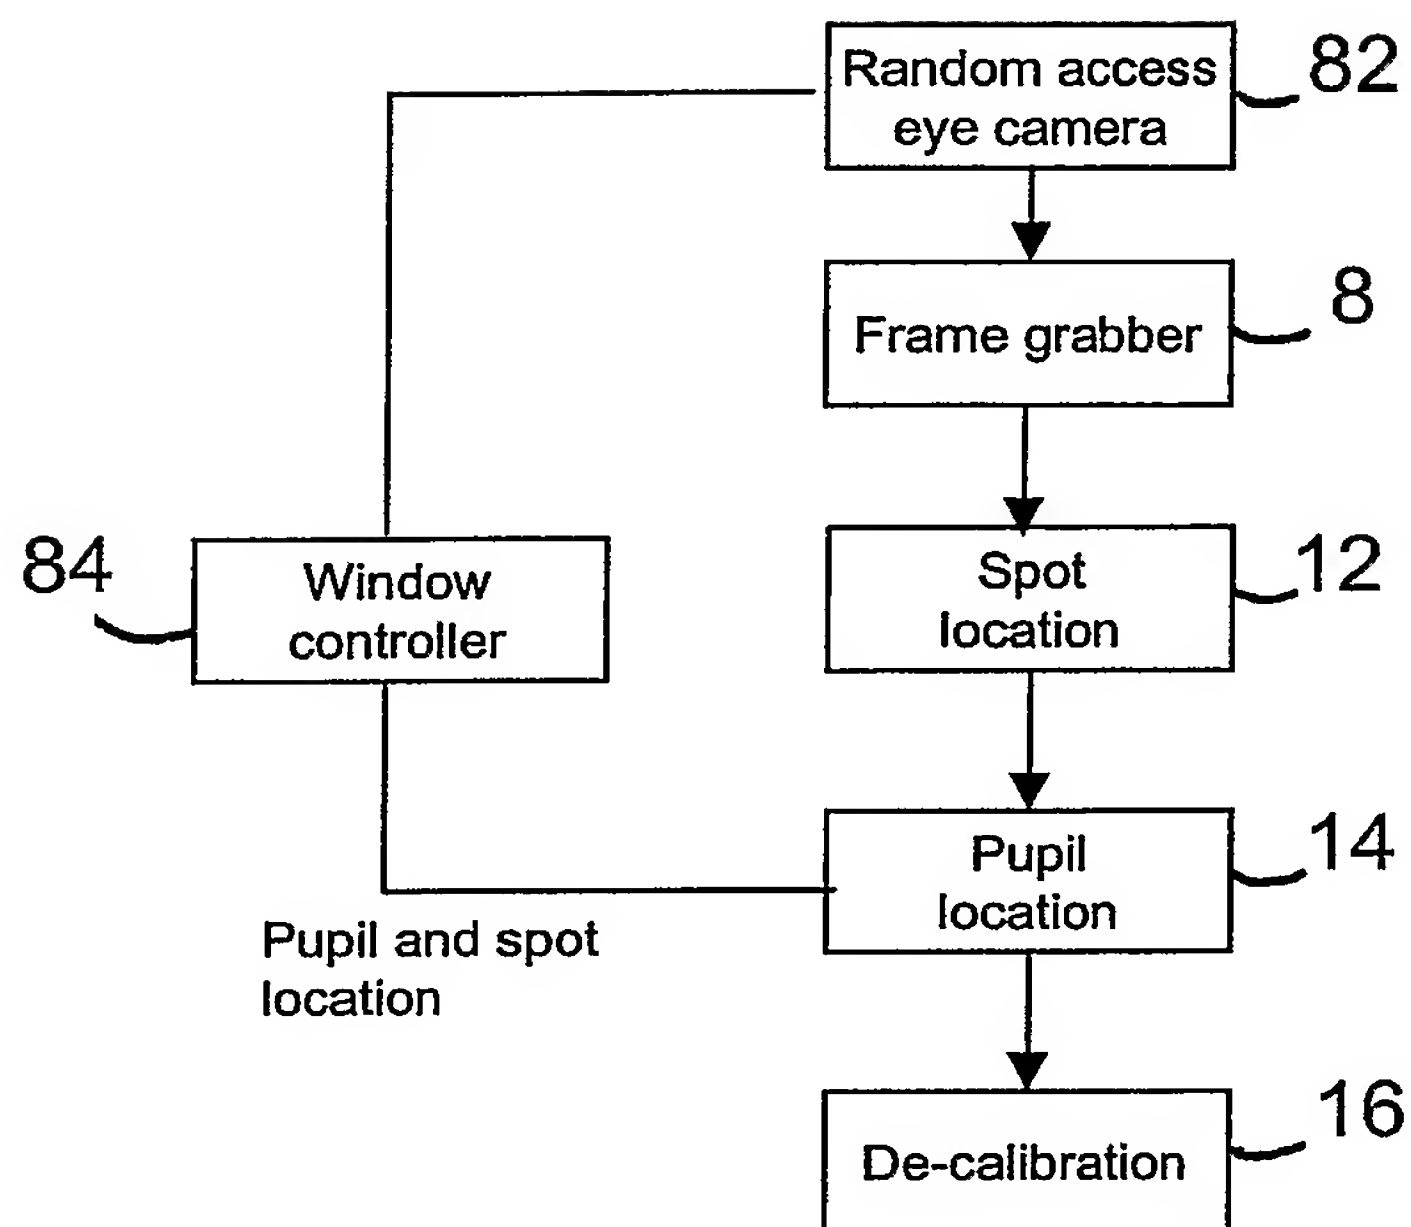 Random access
eye camera
82
Frame grabber
8
Spot
location
12
84
Window
controller
Pupil
location
14
Pupil and spot
location
De-calibration
16